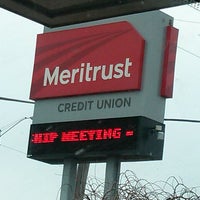 Meritrust
CREDIT UNION
HIP MEETING -